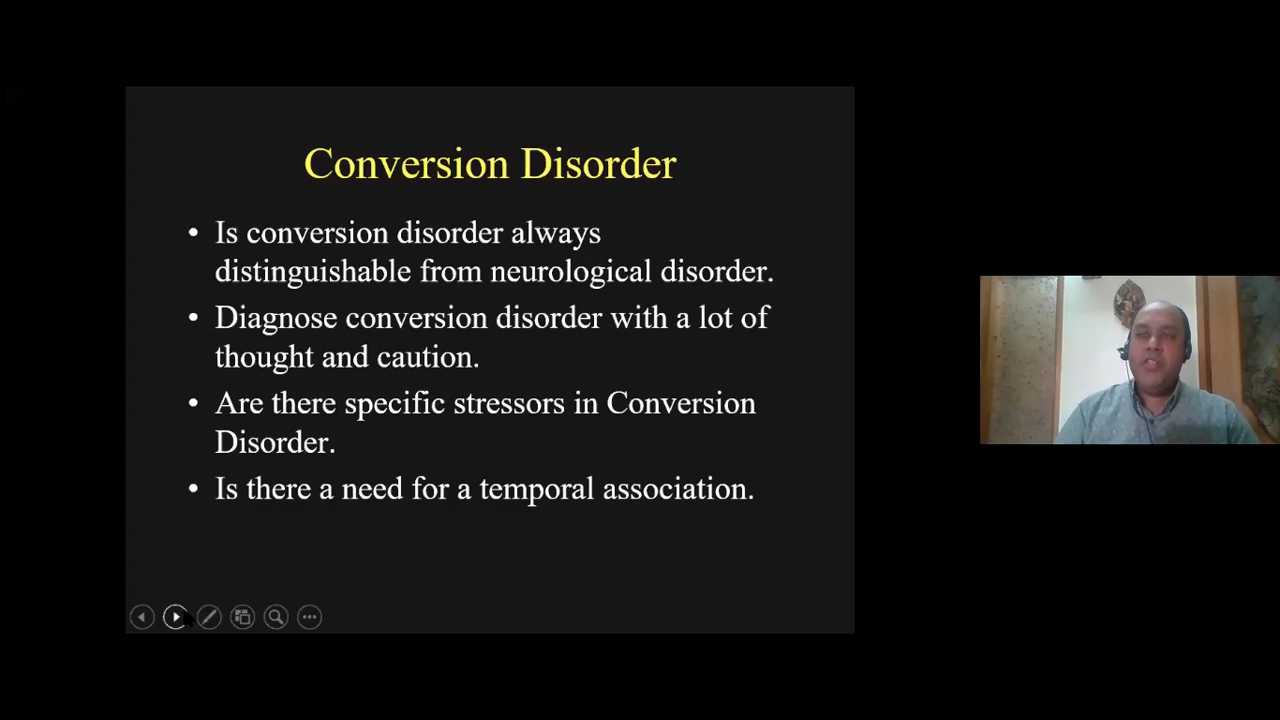 Conversion Disorder
• Is conversion disorder always
distinguishable from neurological disorder.
• Diagnose conversion disorder with a lot of
thought and caution.
• Are there specific stressors in Conversion
Disorder.
• Is there a need for a temporal association.